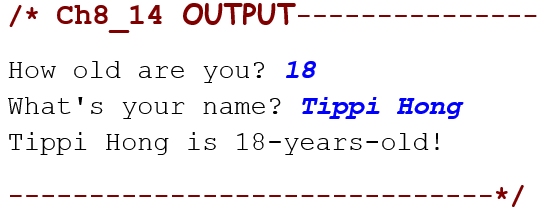 /* Ch8_14 OUTPUT---------------
How old are you? 18
What's your name? Tippi Hong
Tippi Hong is 18-years-old!
------------------------------*/